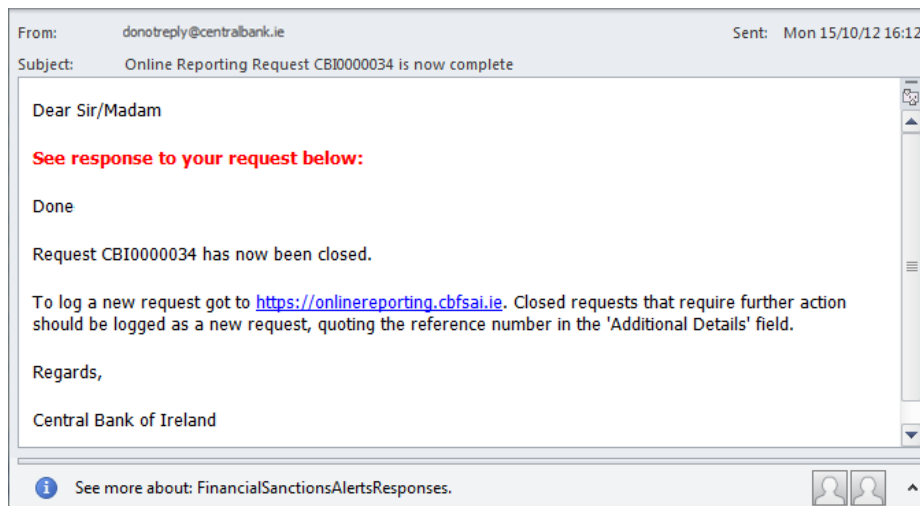 From: donotreply@centralbank.ie Sent: Mon 15/10/12 16:12
Subject: Online Reporting Request CBI0000034 is now complete
Dear Sir/Madam
See response to your request below:
Done
Request CBI0000034 has now been closed.
To log a new request got to https://onlinereporting.cbfsai.ie. Closed requests that require further action
should be logged as a new request, quoting the reference number in the 'Additional Details' field.
Regards,
Central Bank of Ireland
See more about: FinancialSanctionsAlertsResponses.